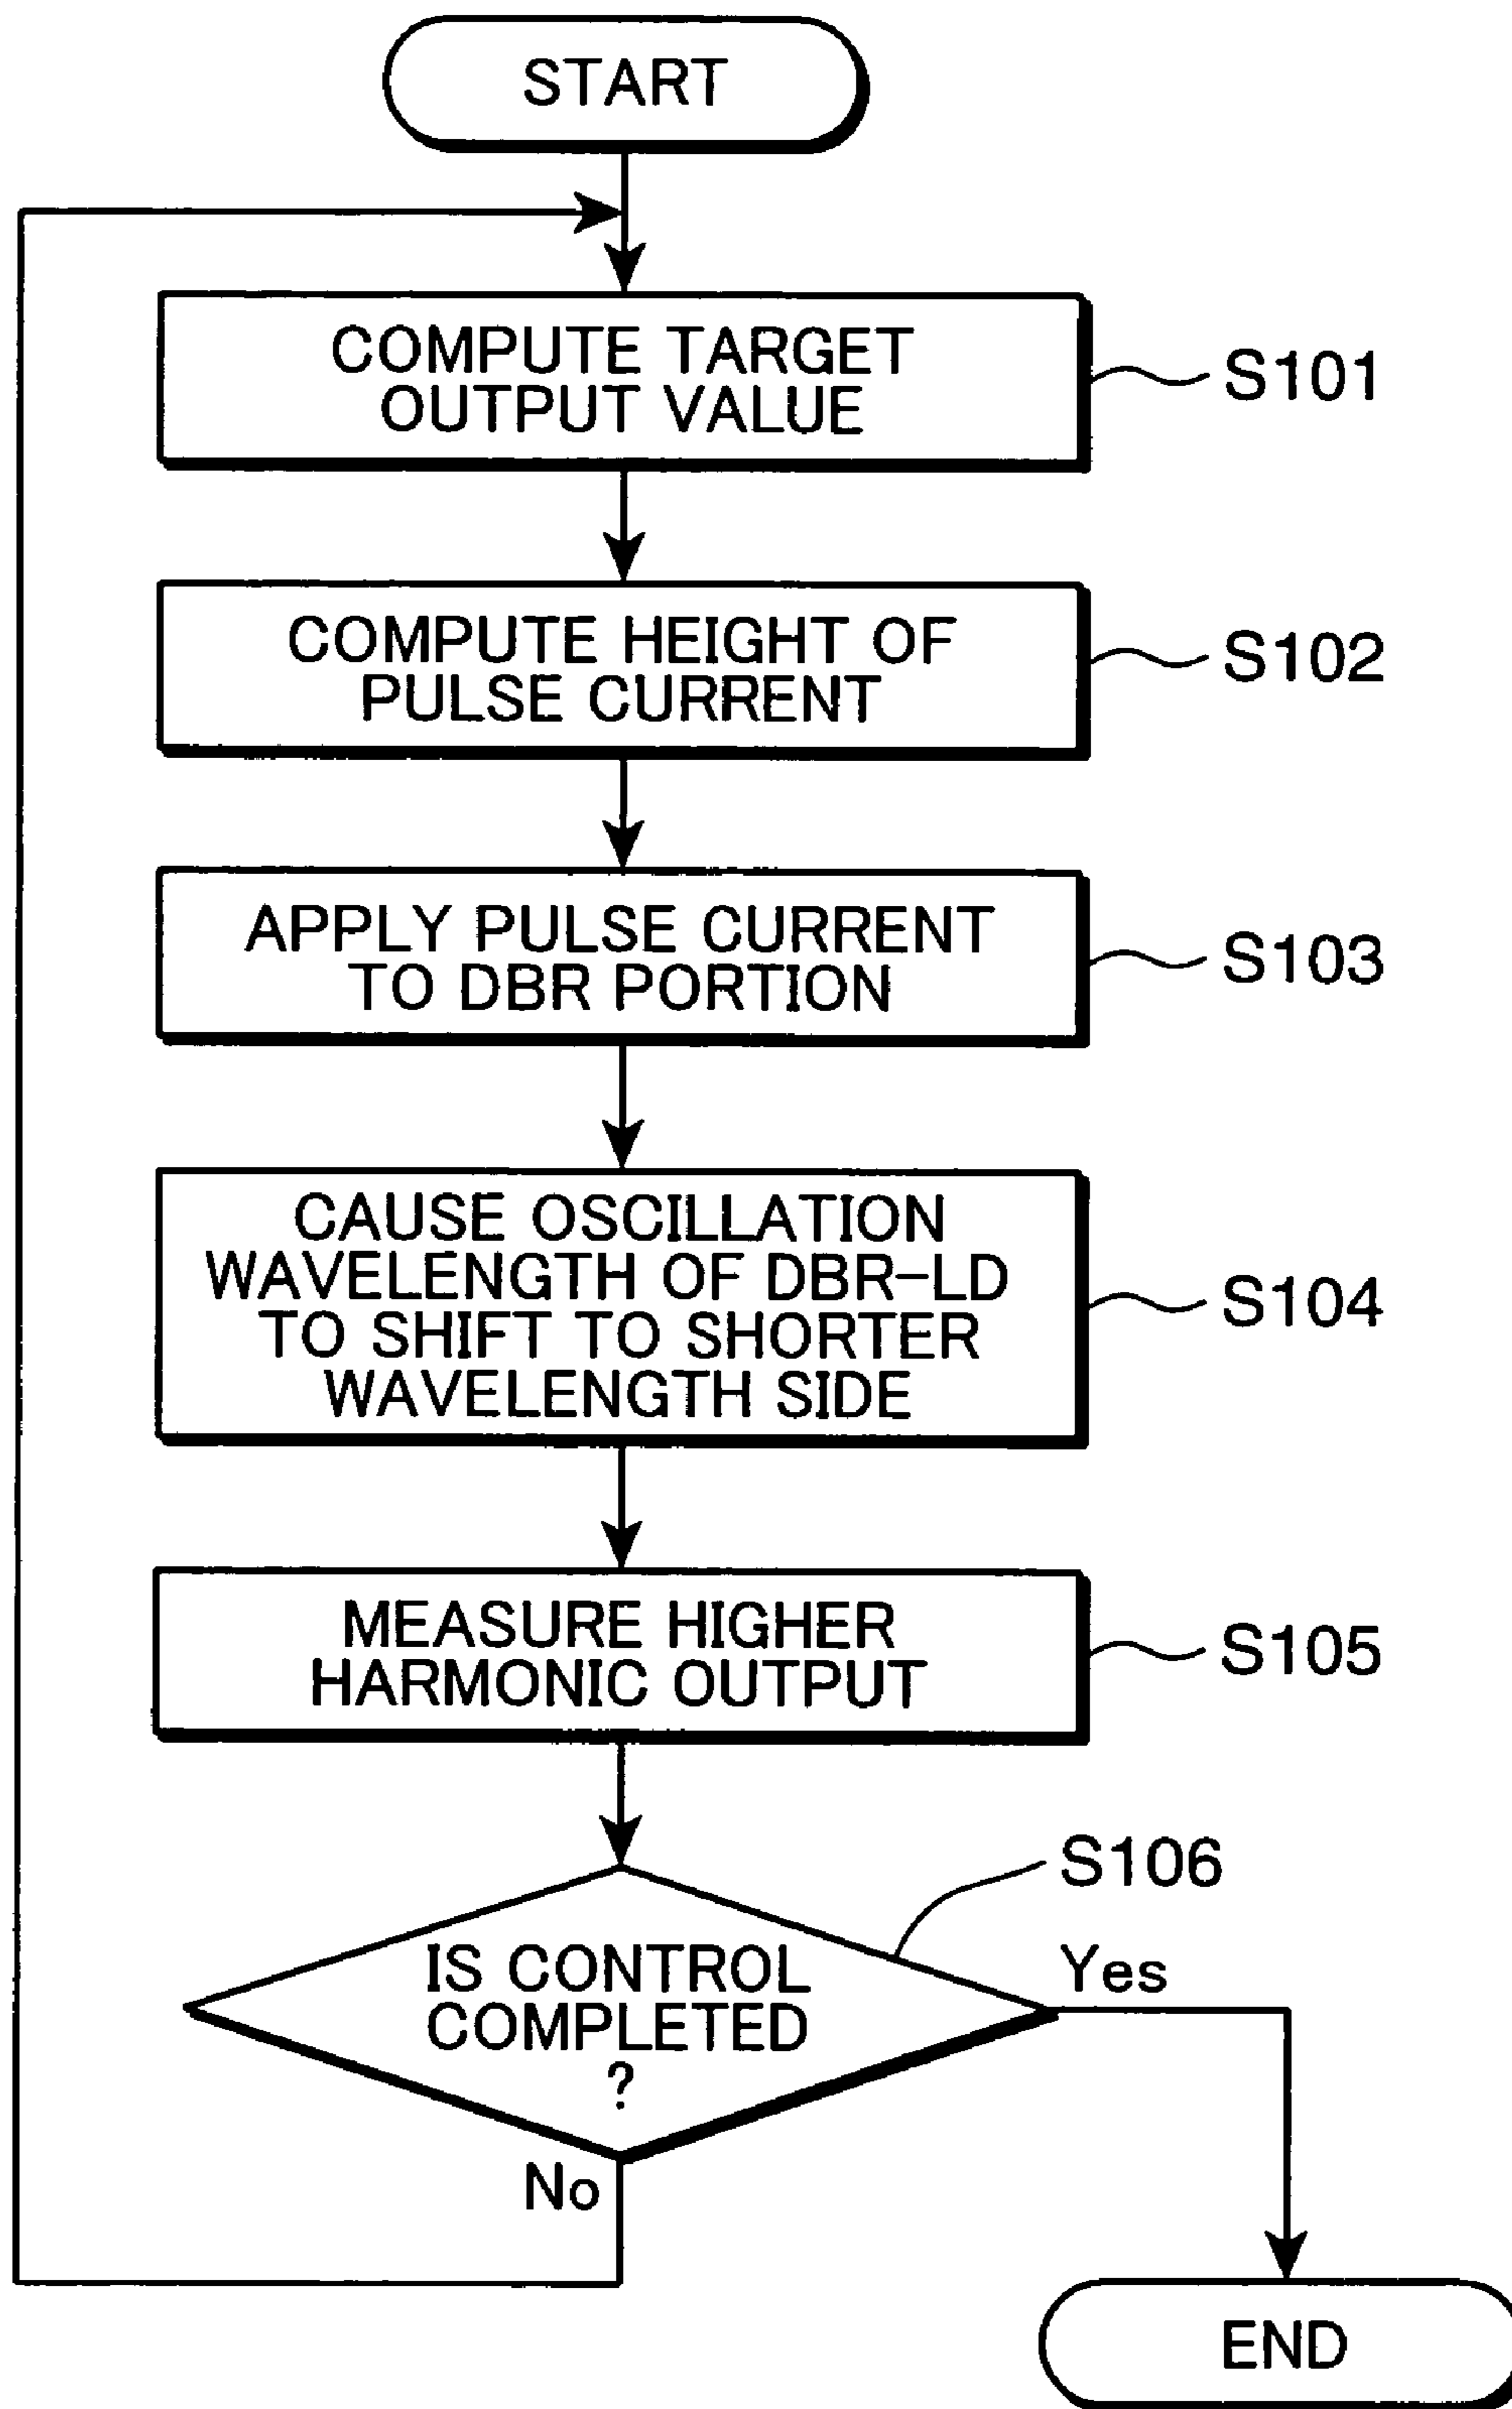 START
COMPUTE TARGET
OUTPUT VALUE
S101
COMPUTE HEIGHT OF
PULSE CURRENT
S102
APPLY PULSE CURRENT
TO DBR PORTION
S103
CAUSE OSCILLATION
WAVELENGTH OF DBR-LD
TO SHIFT TO SHORTER
WAVELENGTH SIDE
S104
MEASURE HIGHER
HARMONIC OUTPUT
S105
S106
IS CONTROL
COMPLETED
?
Yes
No
END